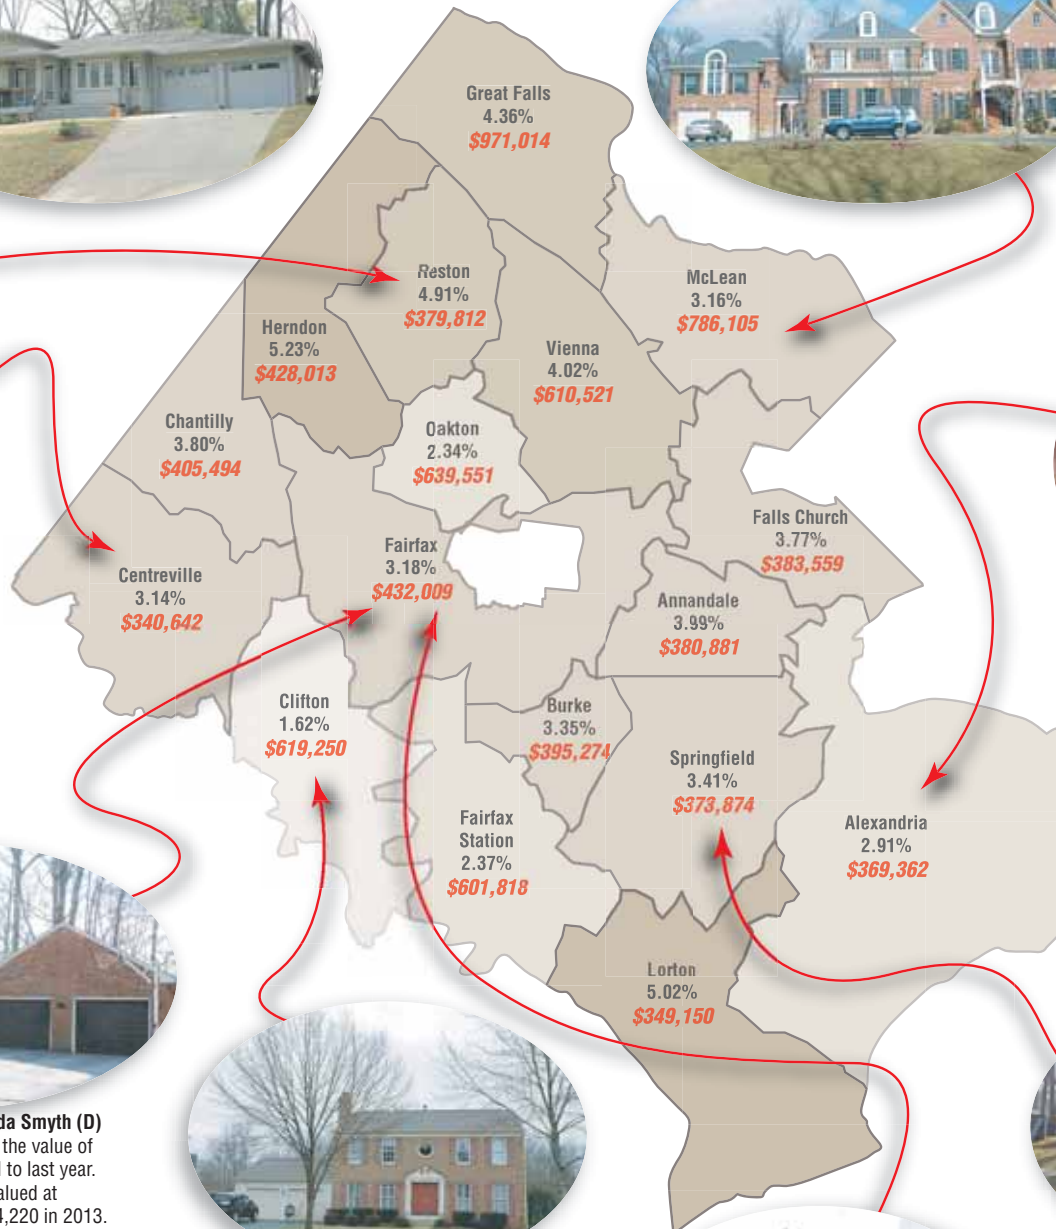 Great Falls
4.36%
$971,014
Reston
4.91%
$379,812
McLean
3.16%
$786,105
Herndon
5.23%
$428,013
Vienna
4.02%
$610,521
Chantilly
3.80%
$405,494
Oakton
2.34%
$639,551
Falls Church
3.77%
$383,559
Fairfax
3.18%
$432,009
Centreville
3.14%
$340,642
Annandale
3.99%
$380,881
Clifton
1.62%
$619,250
Burke
3.35%
$395,274
Springfield
3.41%
$373,874
Fairfax
Station
2.37%
$601,818
Alexandria
2.91%
$369,362
Lorton
5.02%
$349,150
da Smyth (D)
the value of
to last year.
alued at
4,220 in 2013.